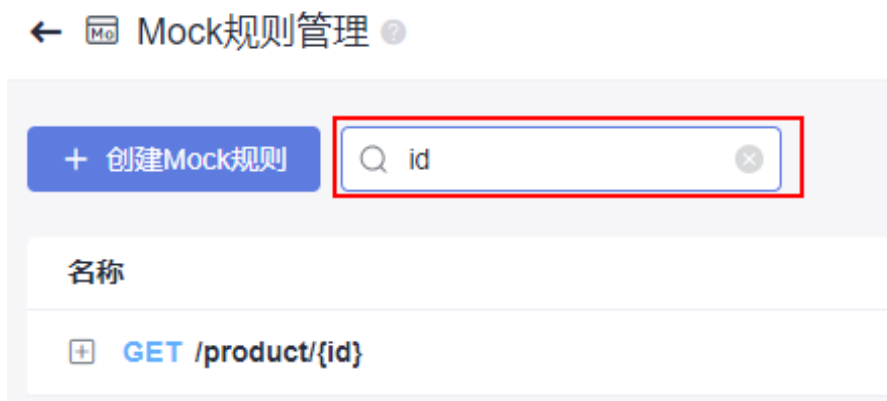 Mo Mock规则管理 ?
+ 创建Mock规则 id
名称
GET /product/{id}